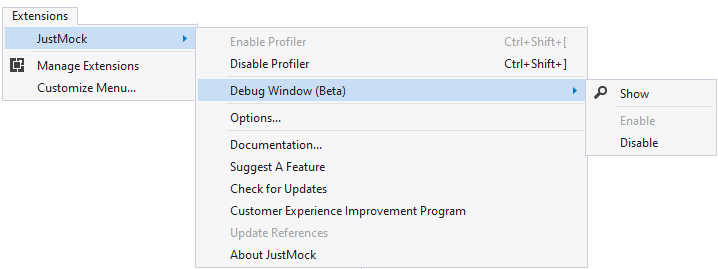 Extensions
JustMock
Manage Extensions
Customize Menu...
Enable Profiler Ctrl+Shift+[
Disable Profiler Ctrl+Shift+]
Debug Window (Beta)
Options...
Documentation...
Suggest A Feature
Check for Updates
Customer Experience Improvement Program
Update References
About JustMock
Show
Enable
Disable